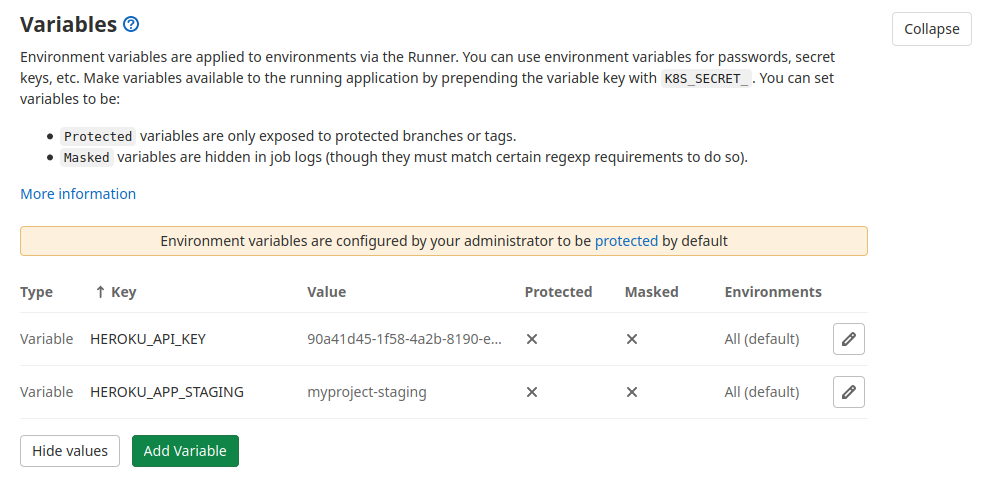 Variables
Collapse
Environment variables are applied to environments via the Runner. You can use environment variables for passwords, secret
keys, etc. Make variables available to the running application by prepending the variable key with K8S_SECRET_ . You can set
variables to be:
• Protected variables are only exposed to protected branches or tags.
• Masked variables are hidden in job logs (though they must match certain regexp requirements to do so).
More information
Environment variables are configured by your administrator to be protected by default
Type ↑ Key Value Protected Masked Environments
Variable HEROKU_API_KEY 90a41d45-1f58-4a2b-8190-e... All (default)
Variable HEROKU_APP_STAGING myproject-staging All (default)
Hide values Add Variable